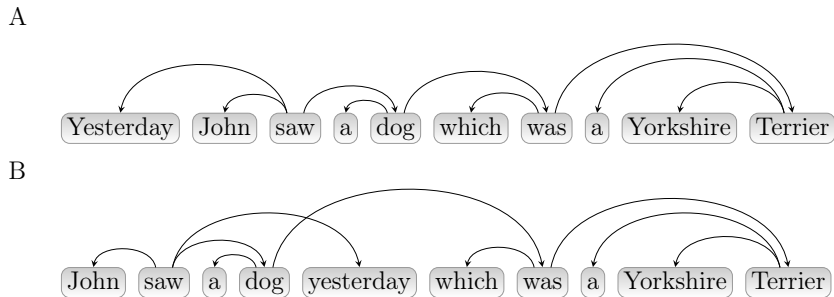 A
Yesterday John saw a dog which was a Yorkshire Terrier
B
John saw a dog yesterday which was a Yorkshire Terrier